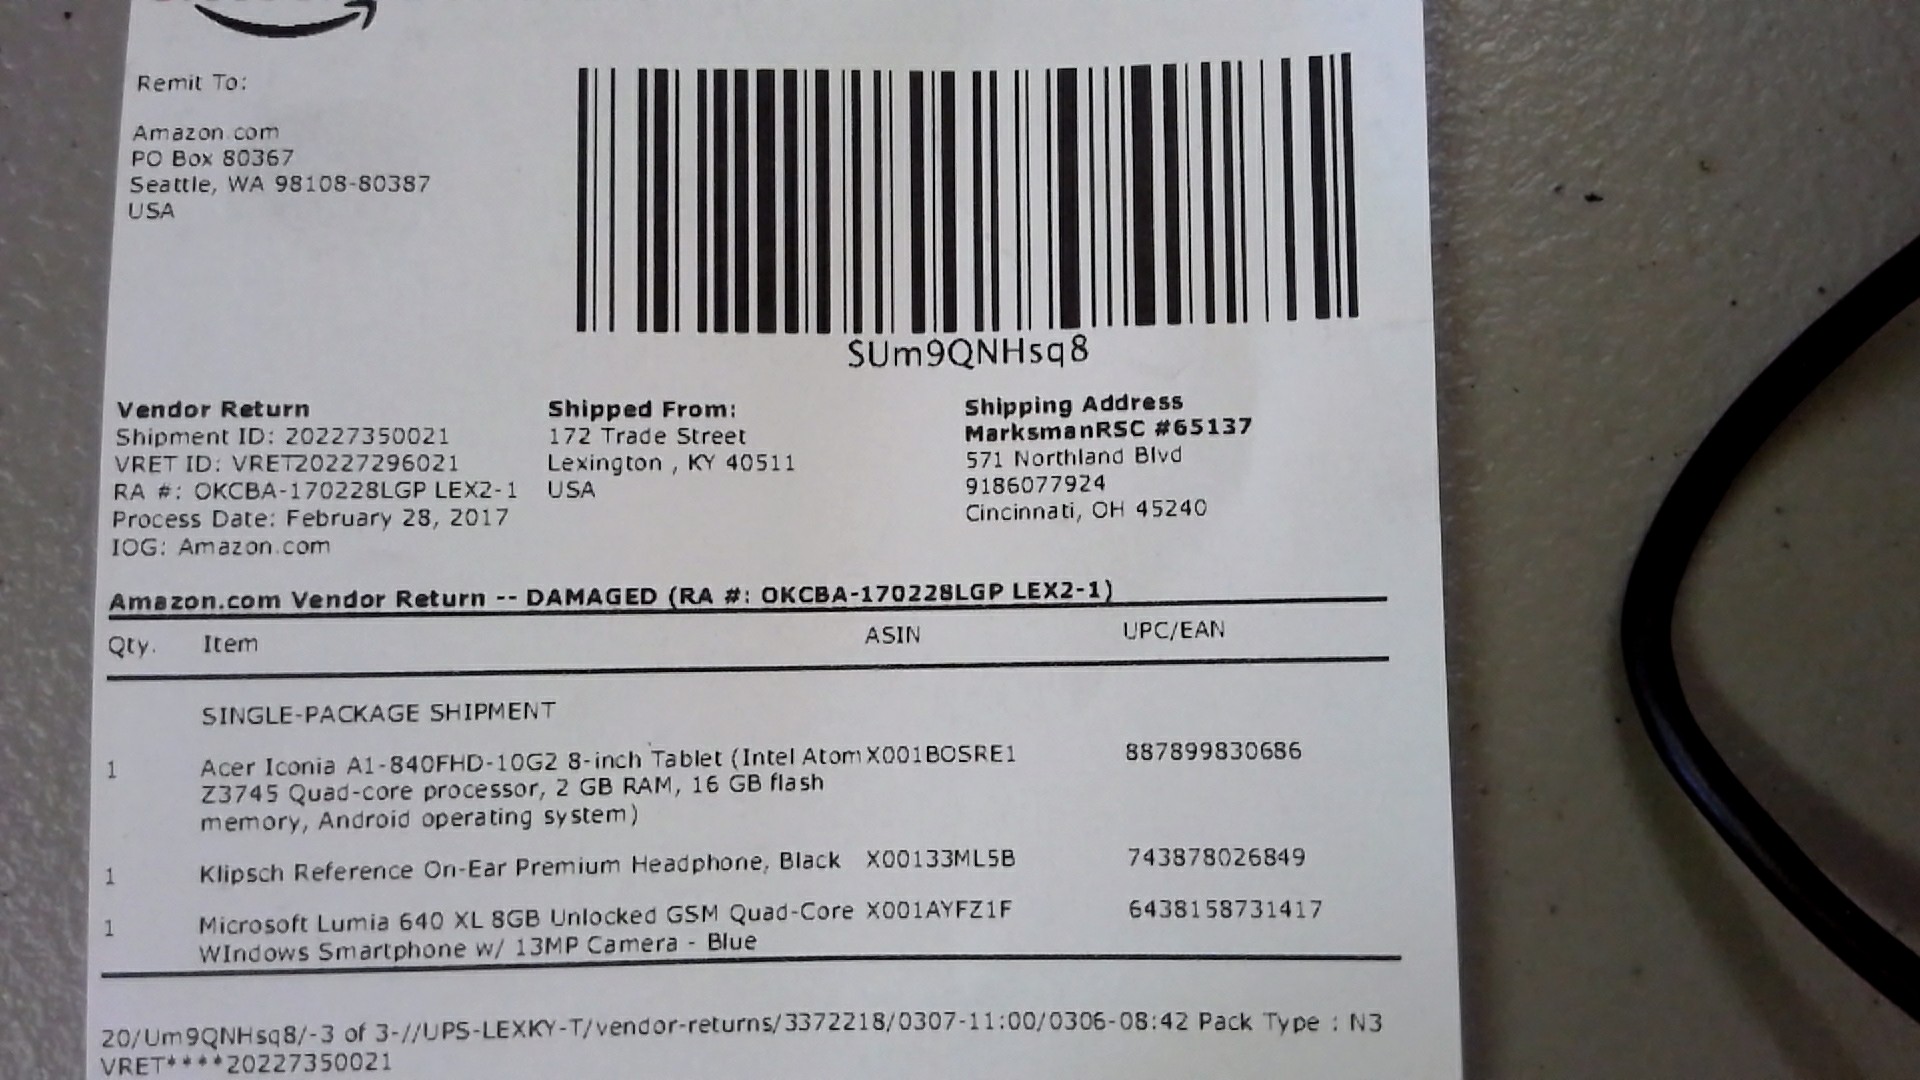 Remit To:
Amazon.com
PO Box 80367
Seattle, WA 98108-80387
USA
SUm9QNHsq8
Vendor Return
Shipment ID: 20227350021
VRET ID: VRET20227296021
RA #: OKCBA-170228LGP LEX2-1
Process Date: February 28, 2017
IOG: Amazon.com
Shipped From:
172 Trade Street
Lexington , KY 40511
USA
Shipping Address
MarksmanRSC #65137
571 Northland Blvd
9186077924
Cincinnati, OH 45240
Amazon.com Vendor Return -- DAMAGED (RA #: OKCBA-170228LGP LEX2-1)
Qty. Item ASIN UPC/EAN
SINGLE-PACKAGE SHIPMENT
1 Acer Iconia A1-840FHD-10G2 8-inch Tablet (Intel Atom X001BOSRE1 887899830686
Z3745 Quad-core processor, 2 GB RAM, 16 GB flash
memory, Android operating system)
1 Klipsch Reference On-Ear Premium Headphone, Black X00133ML5B 743878026849
1 Microsoft Lumia 640 XL 8GB Unlocked GSM Quad-Core X001AYFZ1F 6438158731417
WIndows Smartphone w/ 13MP Camera - Blue
20/Um9QNHsq8/-3 of 3-//UPS-LEXKY-T/vendor-returns/3372218/0307-11:00/0306-08:42 Pack Type : N3
VRET****20227350021